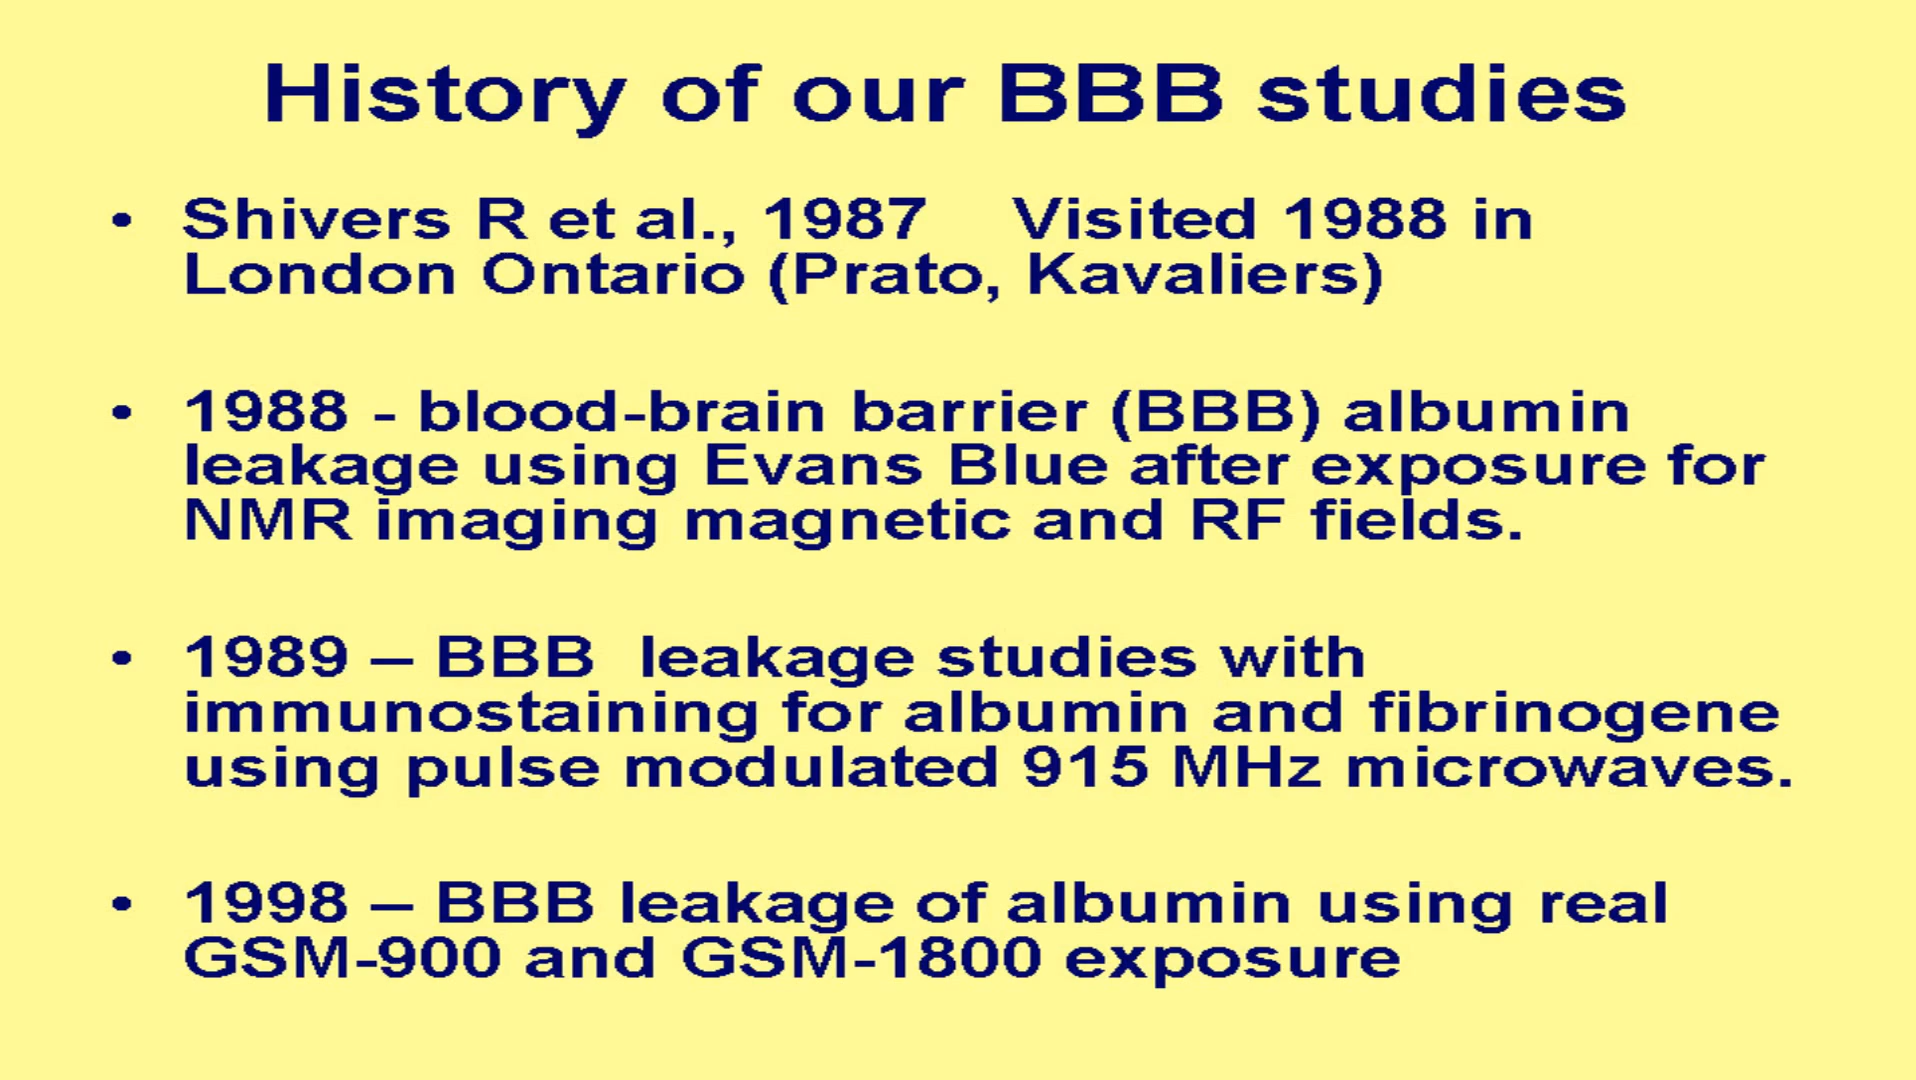 History of our BBB studies
• Shivers R et al., 1987 Visited 1988 in
London Ontario (Prato, Kavaliers)
• 1988 - blood-brain barrier (BBB) albumin
leakage using Evans Blue after exposure for
NMR imaging magnetic and RF fields.
• 1989 – BBB leakage studies with
immunostaining for albumin and fibrinogene
using pulse modulated 915 MHz microwaves.
• 1998 – BBB leakage of albumin using real
GSM-900 and GSM-1800 exposure